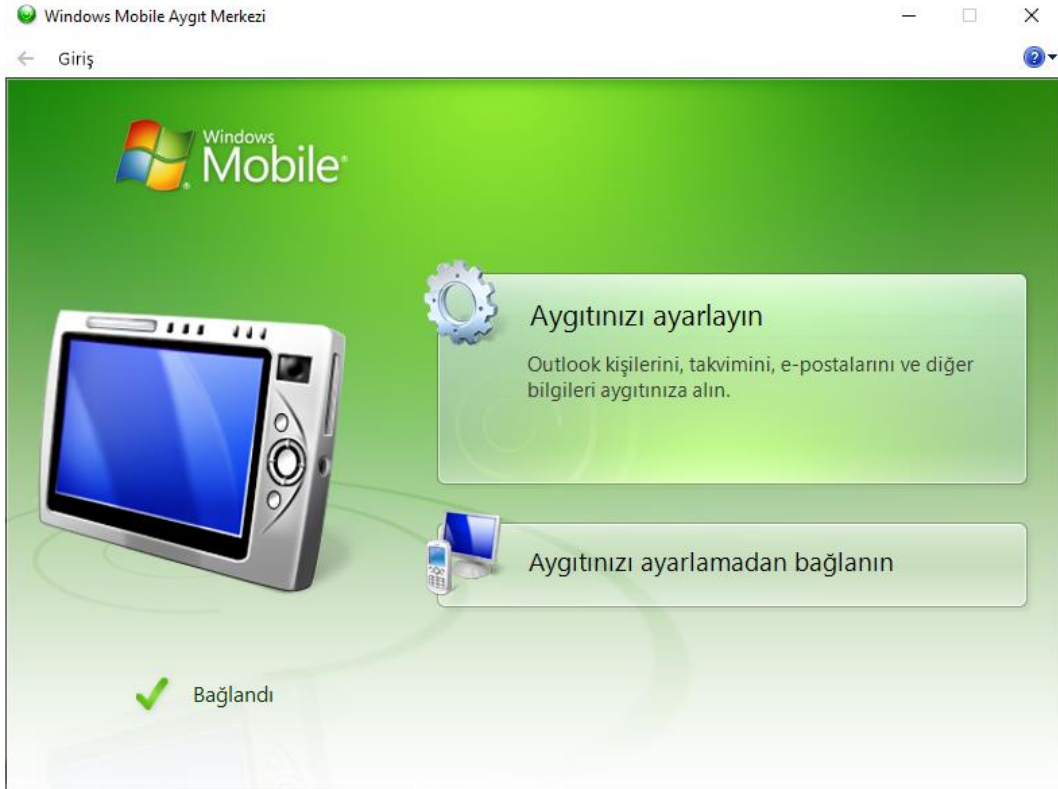 Windows Mobile Aygıt Merkezi
Giriş
Windows
Mobile®
Aygıtınızı ayarlayın
Outlook kişilerini, takvimini, e-postalarını ve diğer
bilgileri aygıtınıza alın.
Aygıtınızı ayarlamadan bağlanın
Bağlandı